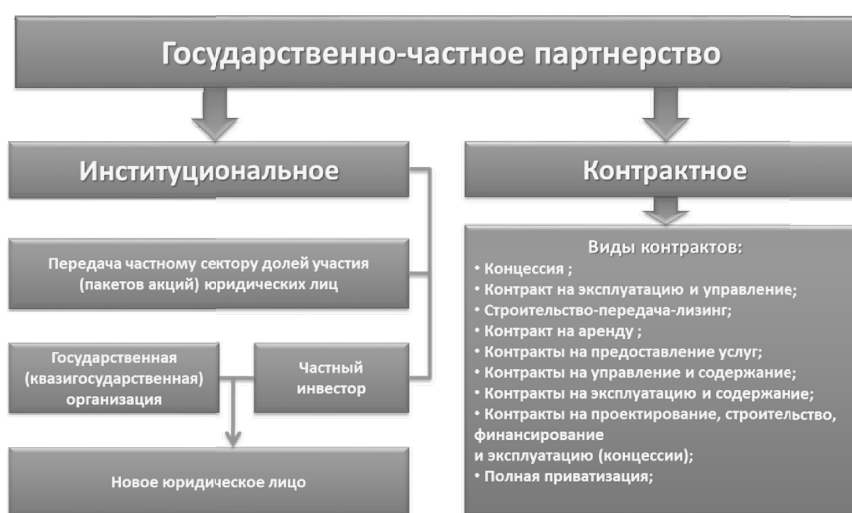 Государственно-частное партнерство
Институциональное
Передача частному сектору долей участия
(пакетов акций) юридических лиц
Государственная
(квазигосударственная)
организация
Частный
инвестор
Новое юридическое лицо
Контрактное
Виды контрактов:
• Концессия ;
• Контракт на эксплуатацию и управление;
• Строительство-передача-лизинг;
• Контракт на аренду ;
• Контракты на предоставление услуг;
• Контракты на управление и содержание;
• Контракты на эксплуатацию и содержание;
• Контракты на проектирование, строительство,
финансирование
и эксплуатацию (концессии);
• Полная приватизация;